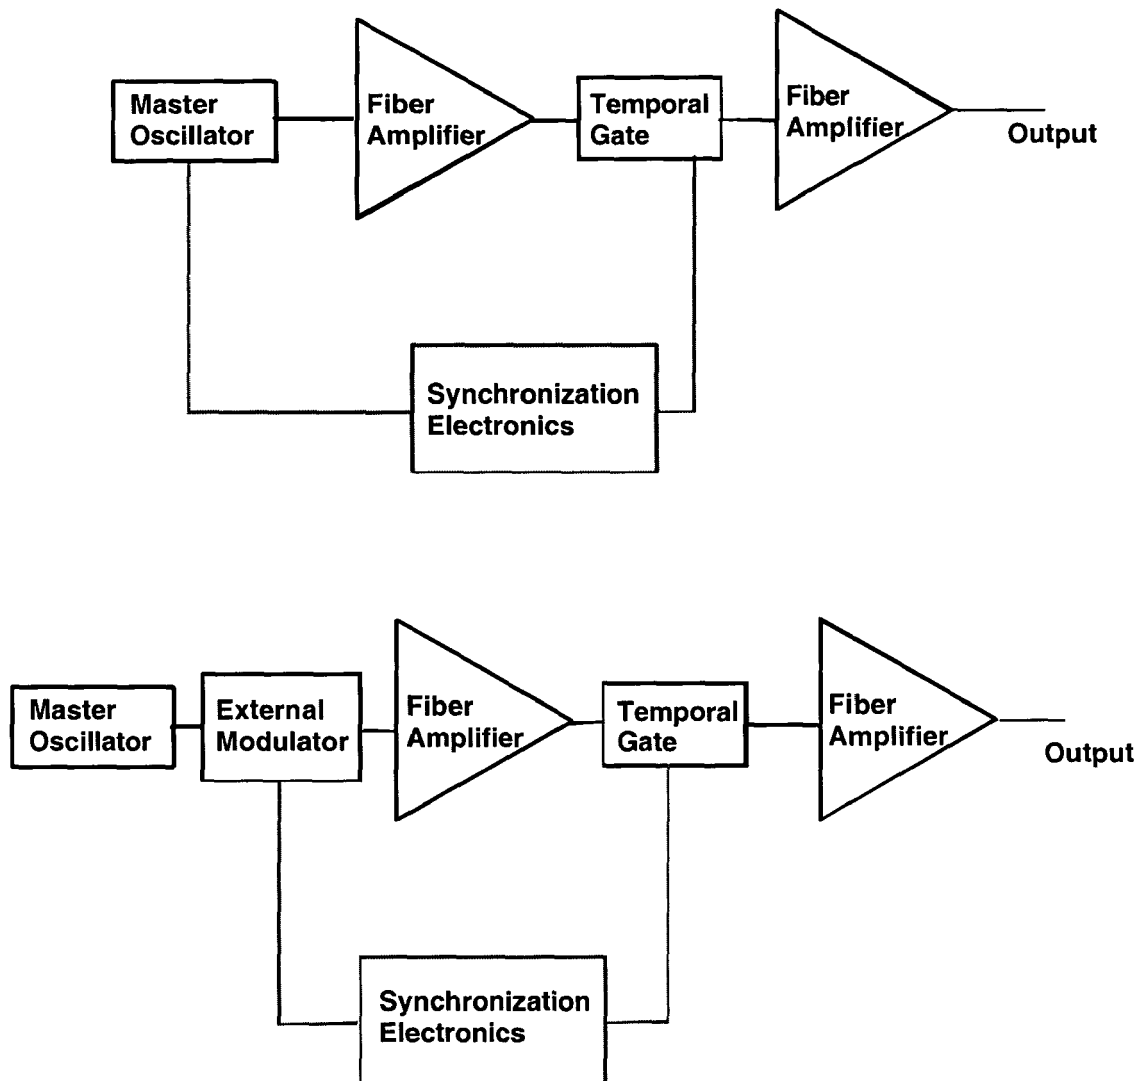 Master
Oscillator
Fiber
Amplifier
Temporal
Gate
Fiber
Amplifier
Output
Synchronization
Electronics
Master
Oscillator
External
Modulator
Fiber
Amplifier
Temporal
Gate
Fiber
Amplifier
Output
Synchronization
Electronics